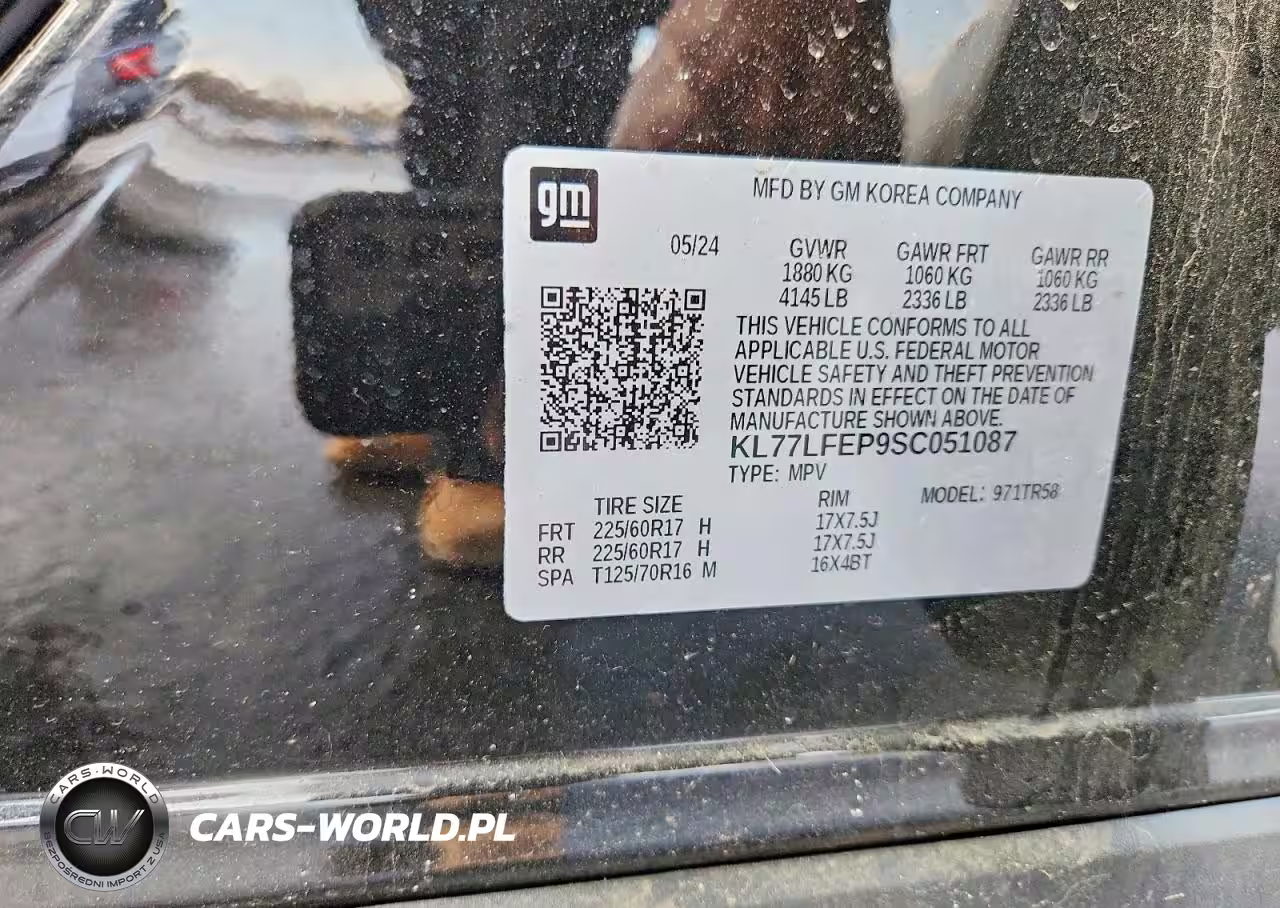 gm
MFD BY GM KOREA COMPANY
05/24 GVWR GAWR FRT GAWR RR
1880 KG 1060 KG 1060 KG
4145 LB 2336 LB 2336 LB
THIS VEHICLE CONFORMS TO ALL
APPLICABLE U.S. FEDERAL MOTOR
VEHICLE SAFETY AND THEFT PREVENTION
STANDARDS IN EFFECT ON THE DATE OF
MANUFACTURE SHOWN ABOVE.
KL77LFEP9SC051087
TYPE: MPV
TIRE SIZE RIM MODEL: 971TR58
FRT 225/60R17 H 17X7.5J
RR 225/60R17 H 17X7.5J
SPA T125/70R16 M 16X4BT
CARS-WORLD
CW
BEZPOŚREDNI IMPORT Z USA
CARS-WORLD.PL